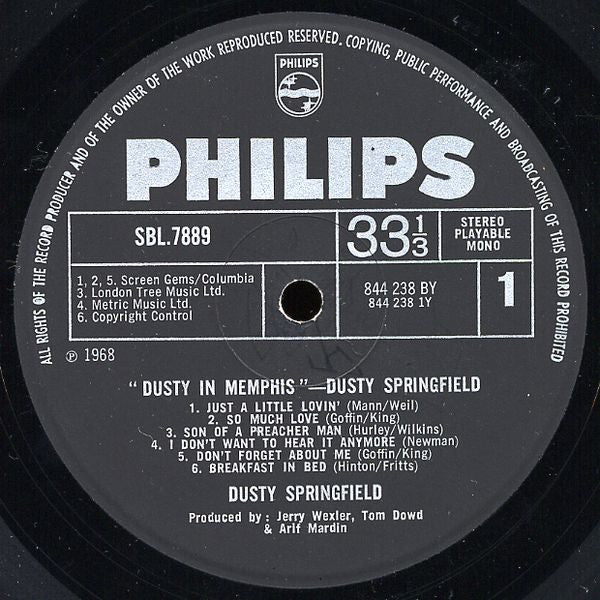 ALL RIGHTS OF THE RECORD PRODUCER AND OF THE OWNER OF THE WORK REPRODUCED RESERVED. COPYING, PUBLIC PERFORMANCE AND BROADCASTING OF THIS RECORD PROHIBITED
PHILIPS
PHILIPS
SBL.7889
33 1/3
STEREO
PLAYABLE
MONO
1, 2, 5. Screen Gems/Columbia
3. London Tree Music Ltd.
4. Metric Music Ltd.
6. Copyright Control
844 238 BY
844 238 1Y
1
℗ 1968
“DUSTY IN MEMPHIS”—DUSTY SPRINGFIELD
1. JUST A LITTLE LOVIN' (Mann/Weil)
2. SO MUCH LOVE (Goffin/King)
3. SON OF A PREACHER MAN (Hurley/Wilkins)
4. I DON'T WANT TO HEAR IT ANYMORE (Newman)
5. DON'T FORGET ABOUT ME (Goffin/King)
6. BREAKFAST IN BED (Hinton/Fritts)
DUSTY SPRINGFIELD
Produced by: Jerry Wexler, Tom Dowd
& Arif Mardin